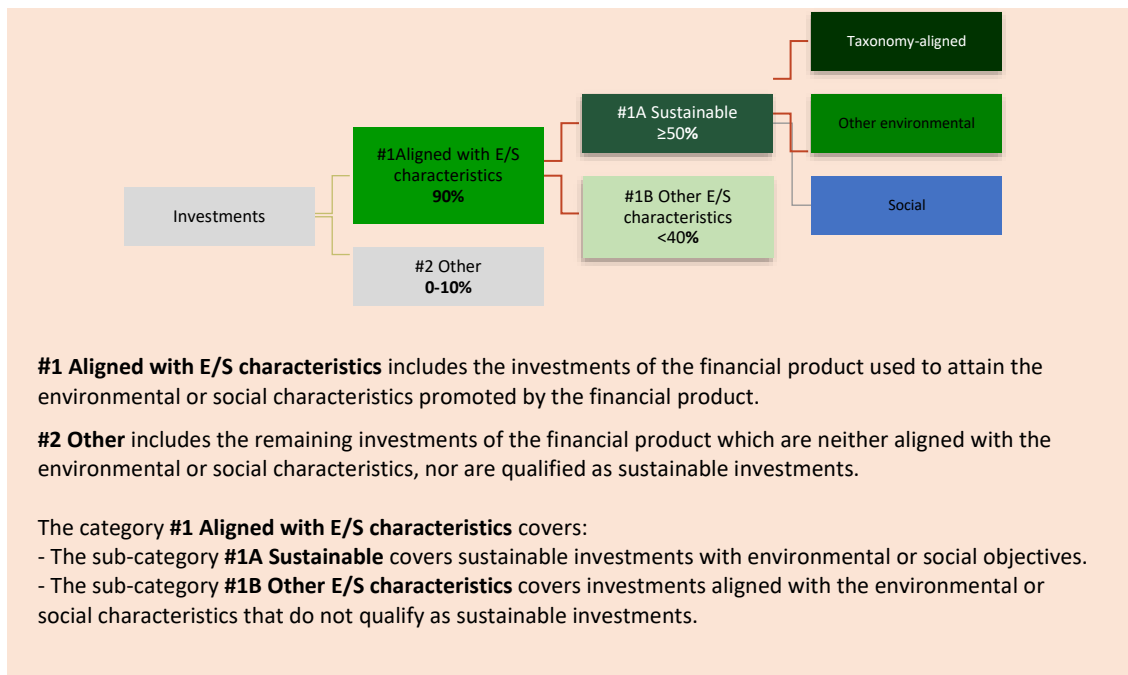 Taxonomy-aligned
#1A Sustainable
≥50%
Other environmental
#1Aligned with E/S
characteristics
90%
#1B Other E/S
characteristics
<40%
Social
Investments
#2 Other
0-10%
#1 Aligned with E/S characteristics includes the investments of the financial product used to attain the
environmental or social characteristics promoted by the financial product.
#2 Other includes the remaining investments of the financial product which are neither aligned with the
environmental or social characteristics, nor are qualified as sustainable investments.
The category #1 Aligned with E/S characteristics covers:
- The sub-category #1A Sustainable covers sustainable investments with environmental or social objectives.
- The sub-category #1B Other E/S characteristics covers investments aligned with the environmental or
social characteristics that do not qualify as sustainable investments.